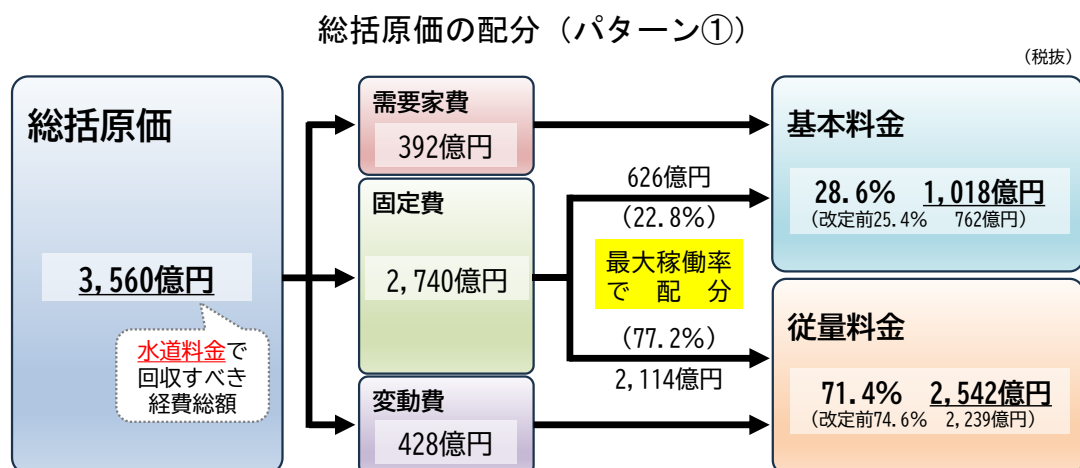 総括原価の配分（パターン①）
（税抜）
総括原価
3,560億円
水道料金で
回収すべき
経費総額
需要家費
392億円
固定費
2,740億円
変動費
428億円
626億円
（22.8%）
最大稼働率
で 配 分
（77.2%）
2,114億円
基本料金
28.6% 1,018億円
（改定前25.4% 762億円）
従量料金
71.4% 2,542億円
（改定前74.6% 2,239億円）